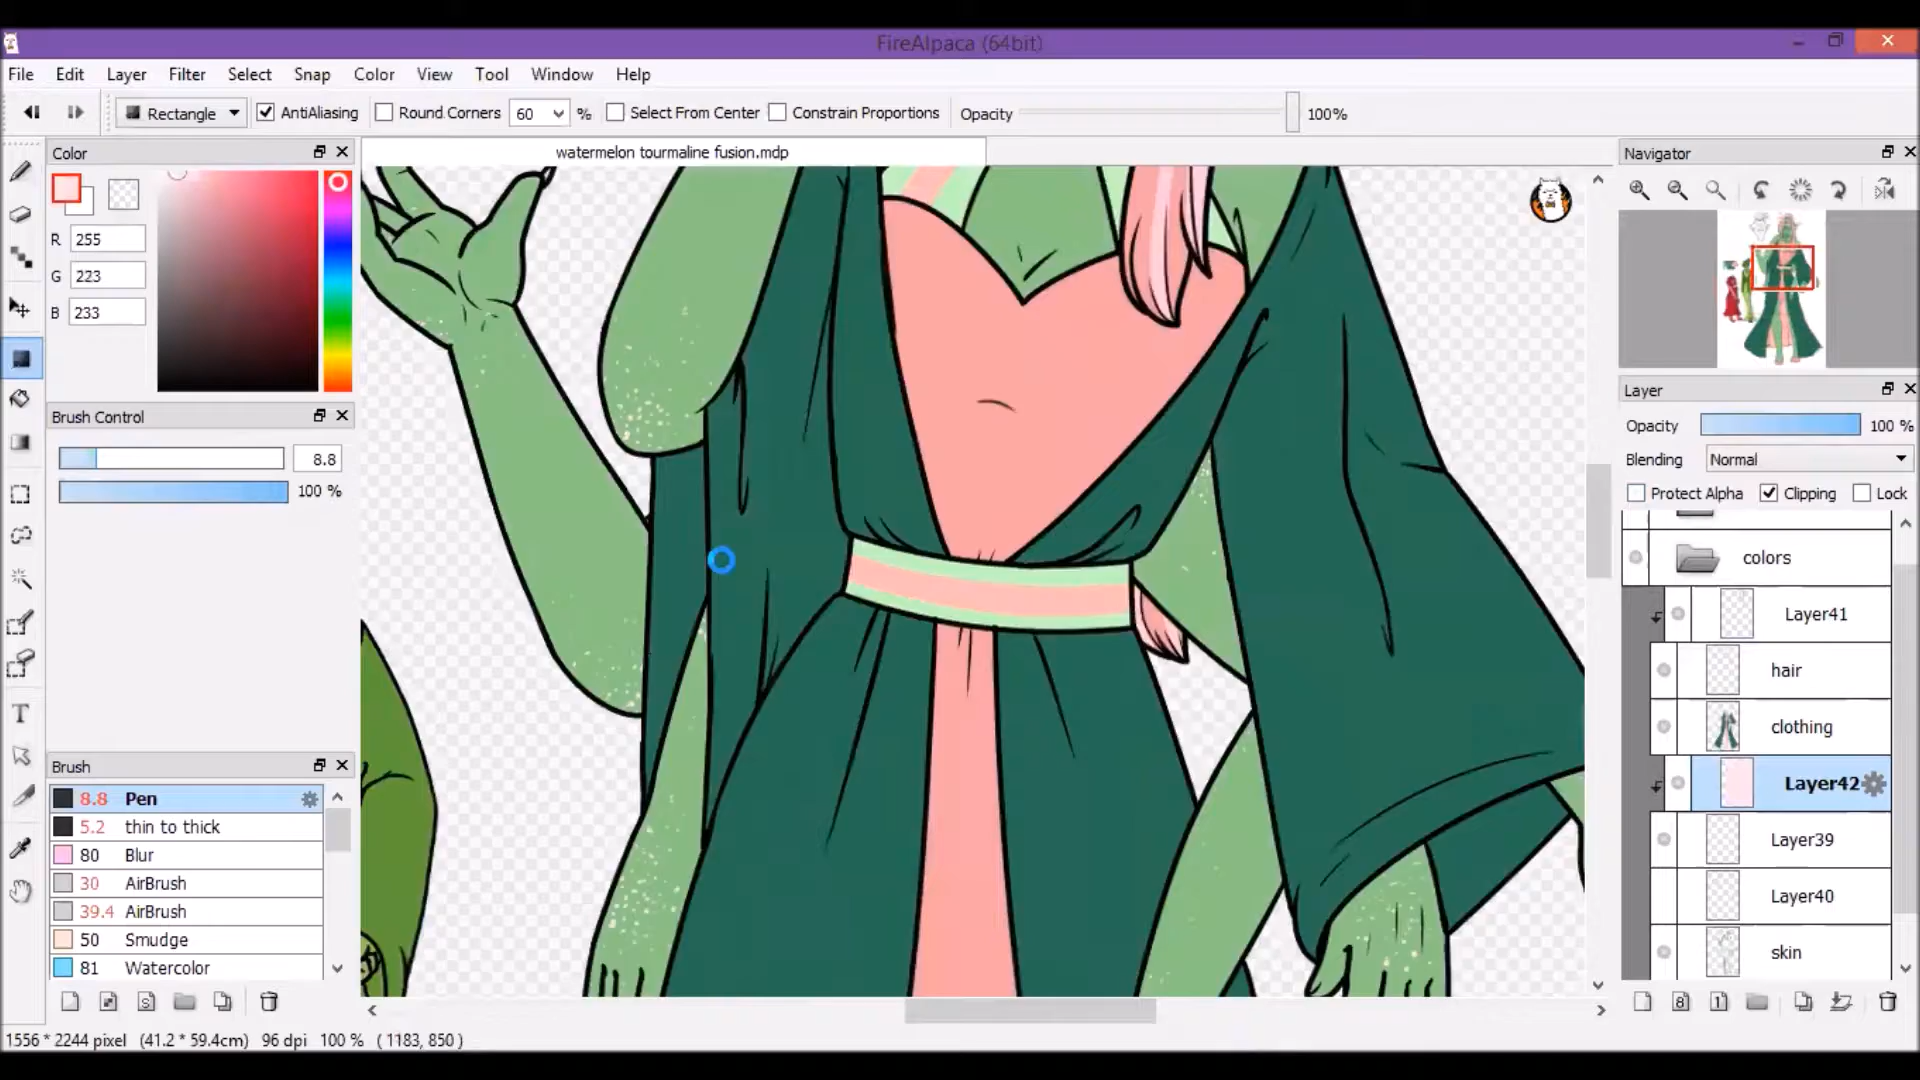 FireAlpaca (64bit)
File Edit Layer Filter Select Snap Color View Tool Window Help
Rectangle AntiAliasing Round Corners 60 % Select From Center Constrain Proportions Opacity 100%
Color
watermelon tourmaline fusion.mdp
Navigator
R 255
G 223
B 233
Layer
Brush Control
Opacity 100 %
8.8
Blending Normal
100 %
Protect Alpha Clipping Lock
colors
Layer41
hair
clothing
Layer42
Layer39
Layer40
skin
Brush
8.8 Pen
5.2 thin to thick
80 Blur
30 AirBrush
39.4 AirBrush
50 Smudge
81 Watercolor
8
S
1
T
1556 * 2244 pixel (41.2 * 59.4cm) 96 dpi 100 % ( 1183, 850 )